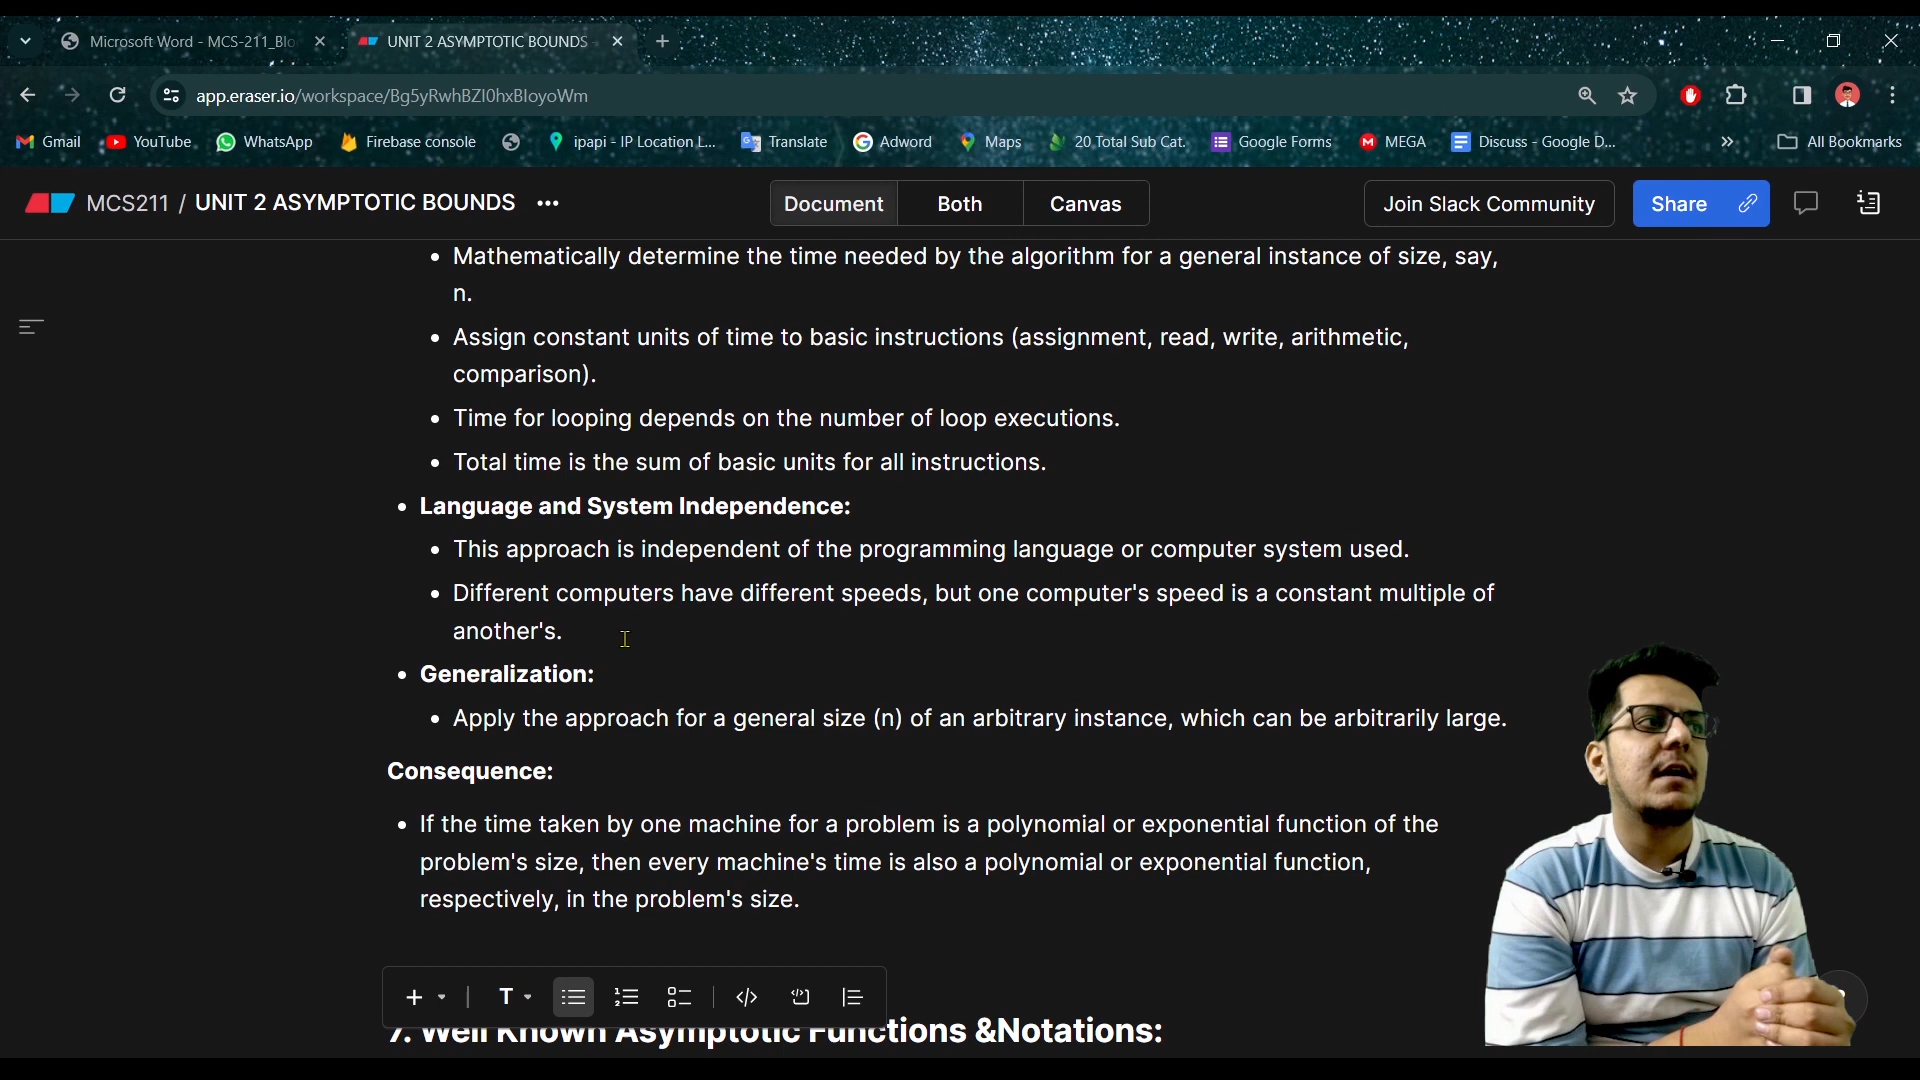 Microsoft Word - MCS-211_Blo
UNIT 2 ASYMPTOTIC BOUNDS
app.eraser.io/workspace/Bg5yRwhBZI0hxBIoyoWm
Gmail
YouTube
WhatsApp
Firebase console
ipapi - IP Location L...
Translate
Adword
Maps
20 Total Sub Cat.
Google Forms
MEGA
Discuss - Google D...
All Bookmarks
MCS211 / UNIT 2 ASYMPTOTIC BOUNDS
Document
Both
Canvas
Join Slack Community
Share
• Mathematically determine the time needed by the algorithm for a general instance of size, say,
n.
• Assign constant units of time to basic instructions (assignment, read, write, arithmetic,
comparison).
• Time for looping depends on the number of loop executions.
• Total time is the sum of basic units for all instructions.
• Language and System Independence:
• This approach is independent of the programming language or computer system used.
• Different computers have different speeds, but one computer's speed is a constant multiple of
another's.
• Generalization:
• Apply the approach for a general size (n) of an arbitrary instance, which can be arbitrarily large.
Consequence:
• If the time taken by one machine for a problem is a polynomial or exponential function of the
problem's size, then every machine's time is also a polynomial or exponential function,
respectively, in the problem's size.
T
7. Well Known Asymptotic Functions &Notations: